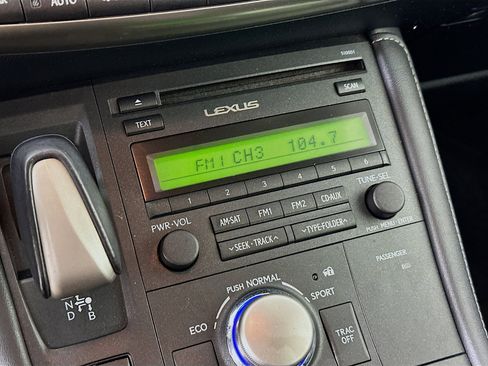 AUTO
SCAN
LEXUS
TEXT
FM1 CH3 104.7
1 2 3 4 5 6
PWR·VOL
AM·SAT FM1 FM2 CD·AUX
TUNE/SEL
∨SEEK·TRACK∧ ∨TYPE·FOLDER∧
PUSH MENU·ENTER
PASSENGER
PUSH NORMAL
ECO
SPORT
N
D B
TRAC
OFF